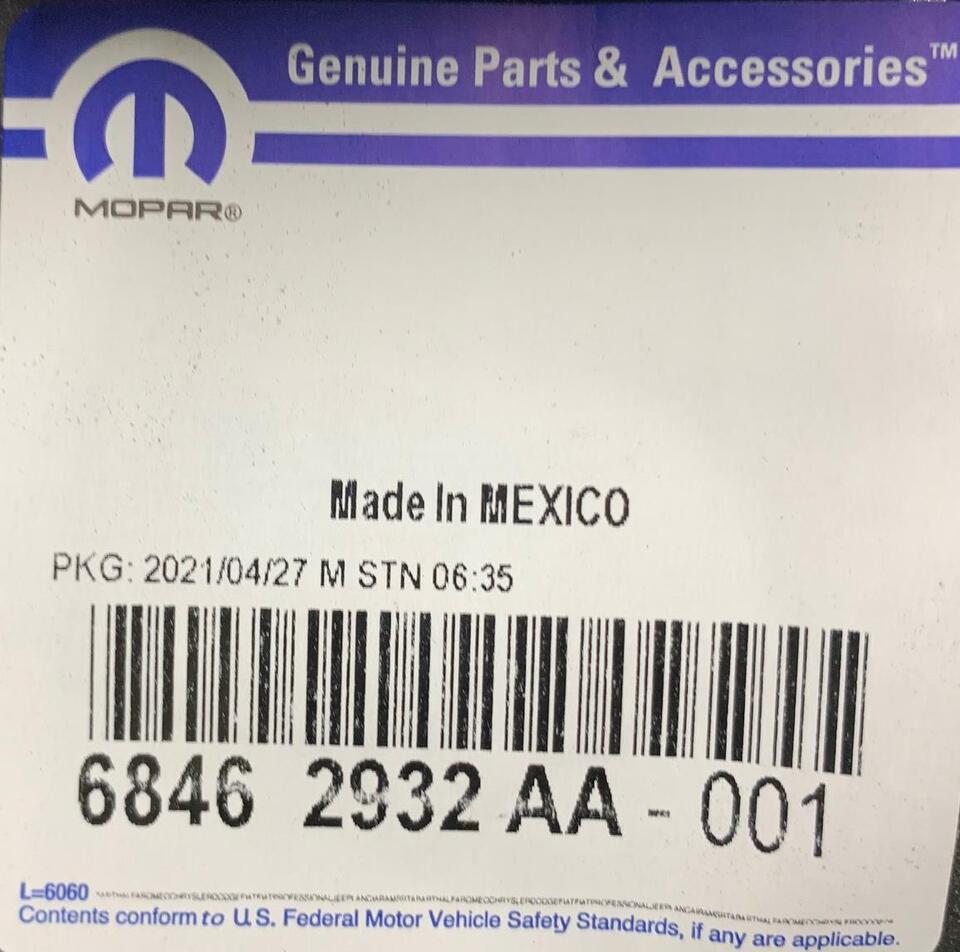 Genuine Parts & Accessories™
MOPAR®
Made In MEXICO
PKG: 2021/04/27 M STN 06:35
6846 2932 AA - 001
L=6060
Contents conform to U.S. Federal Motor Vehicle Safety Standards, if any are applicable.